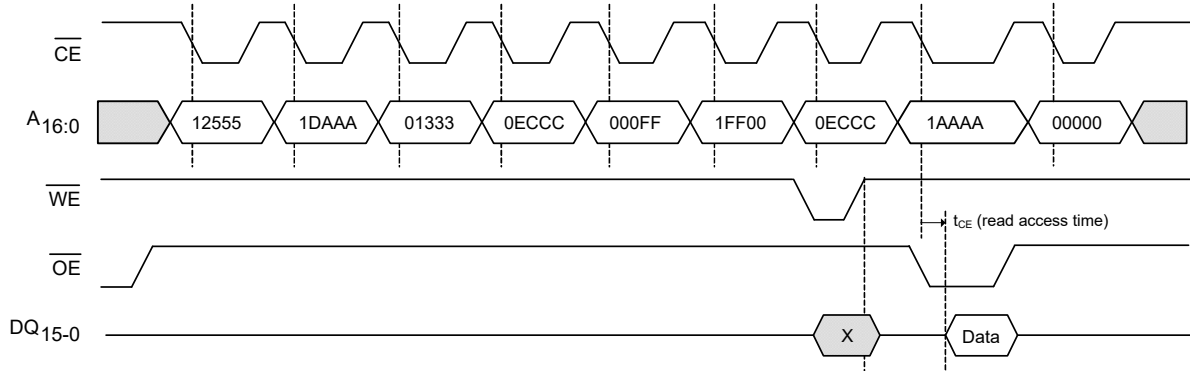 CE
A16:0 12555 1DAAA 01333 0ECCC 000FF 1FF00 0ECCC 1AAAA 00000
WE
tCE (read access time)
OE
DQ15-0 X Data